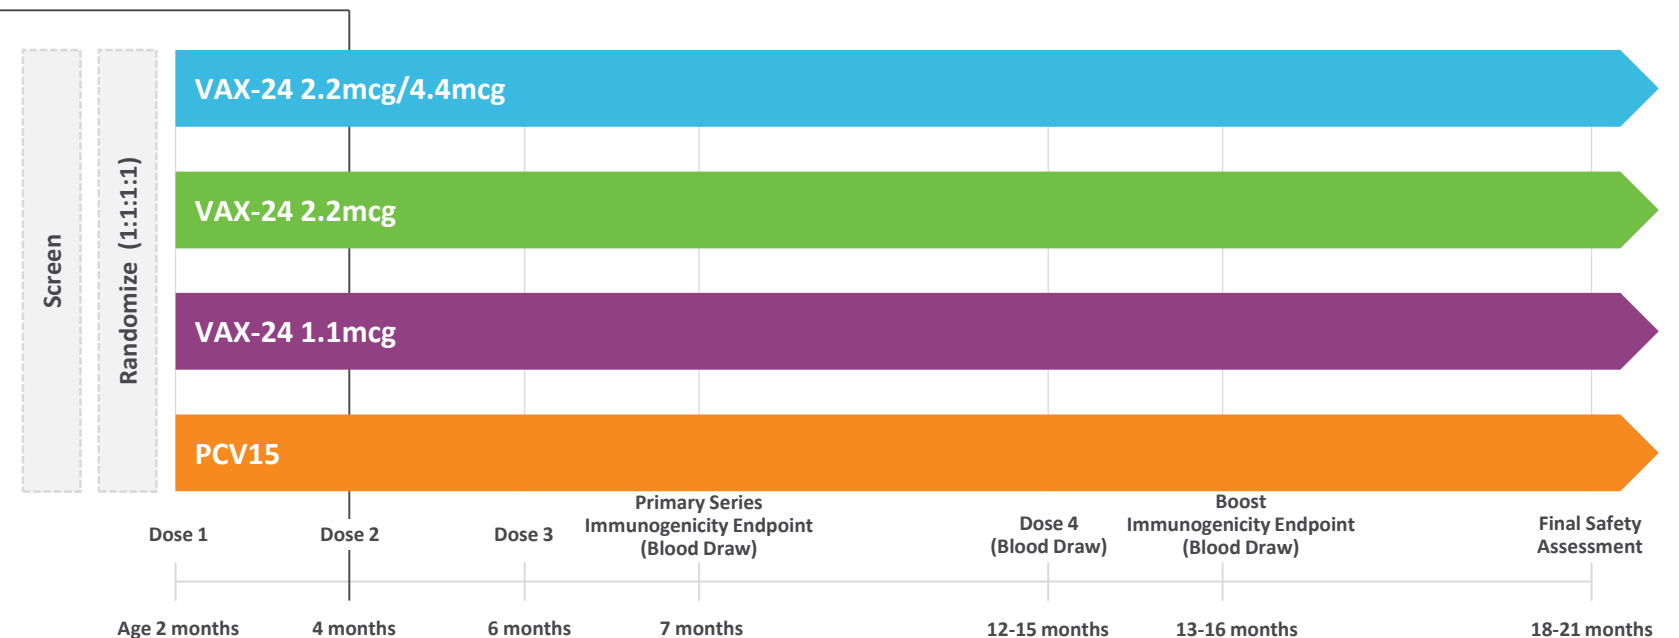 Screen
Randomize (1:1:1:1)
VAX-24 2.2mcg/4.4mcg
VAX-24 2.2mcg
VAX-24 1.1mcg
PCV15
Dose 1
Dose 2
Dose 3
Primary Series
Immunogenicity Endpoint
(Blood Draw)
Dose 4
(Blood Draw)
Boost
Immunogenicity Endpoint
(Blood Draw)
Final Safety
Assessment
Age 2 months
4 months
6 months
7 months
12-15 months
13-16 months
18-21 months